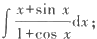 ∫ (x+sin x)/(1+cos x) dx;